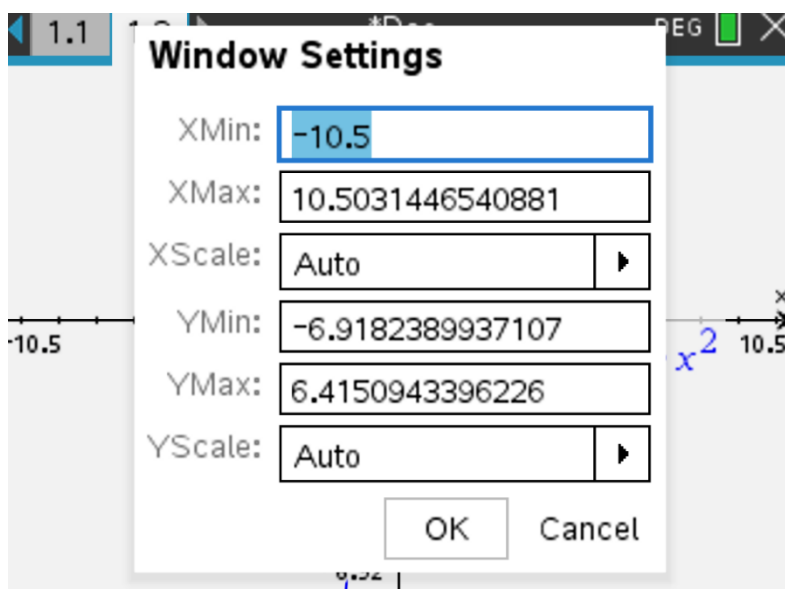 1.1
DEG
Window Settings
XMin: -10.5
XMax: 10.5031446540881
XScale: Auto
YMin: -6.9182389937107
x
-10.5
x² 10.5
YMax: 6.4150943396226
YScale: Auto
OK Cancel